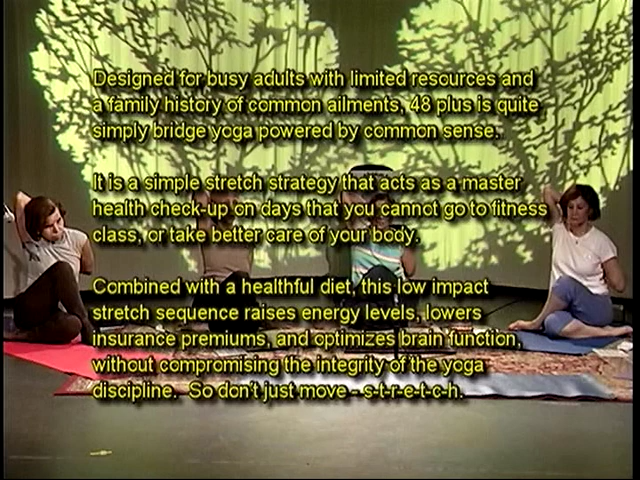 Designed for busy adults with limited resources and
a family history of common ailments, 48 plus is quite
simply bridge yoga powered by common sense.
It is a simple stretch strategy that acts as a master
health check-up on days that you cannot go to fitness
class, or take better care of your body.
Combined with a healthful diet, this low impact
stretch sequence raises energy levels, lowers
insurance premiums, and optimizes brain function,
without compromising the integrity of the yoga
discipline. So don't just move - s-t-r-e-t-c-h.